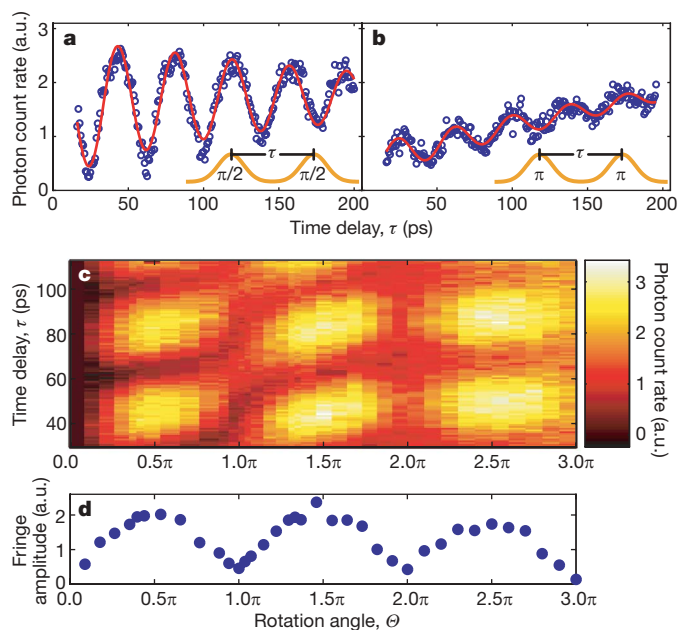 a
b
Photon count rate (a.u.)
3
2
1
0
τ
π/2
π/2
τ
π
π
0
50
100
150
200
0
50
100
150
200
Time delay, τ (ps)
c
Time delay, τ (ps)
100
80
60
40
0.0
0.5π
1.0π
1.5π
2.0π
2.5π
3.0π
3
2
1
0
Photon count rate (a.u.)
d
Fringe
amplitude (a.u.)
2
1
0
0.0
0.5π
1.0π
1.5π
2.0π
2.5π
3.0π
Rotation angle, Θ